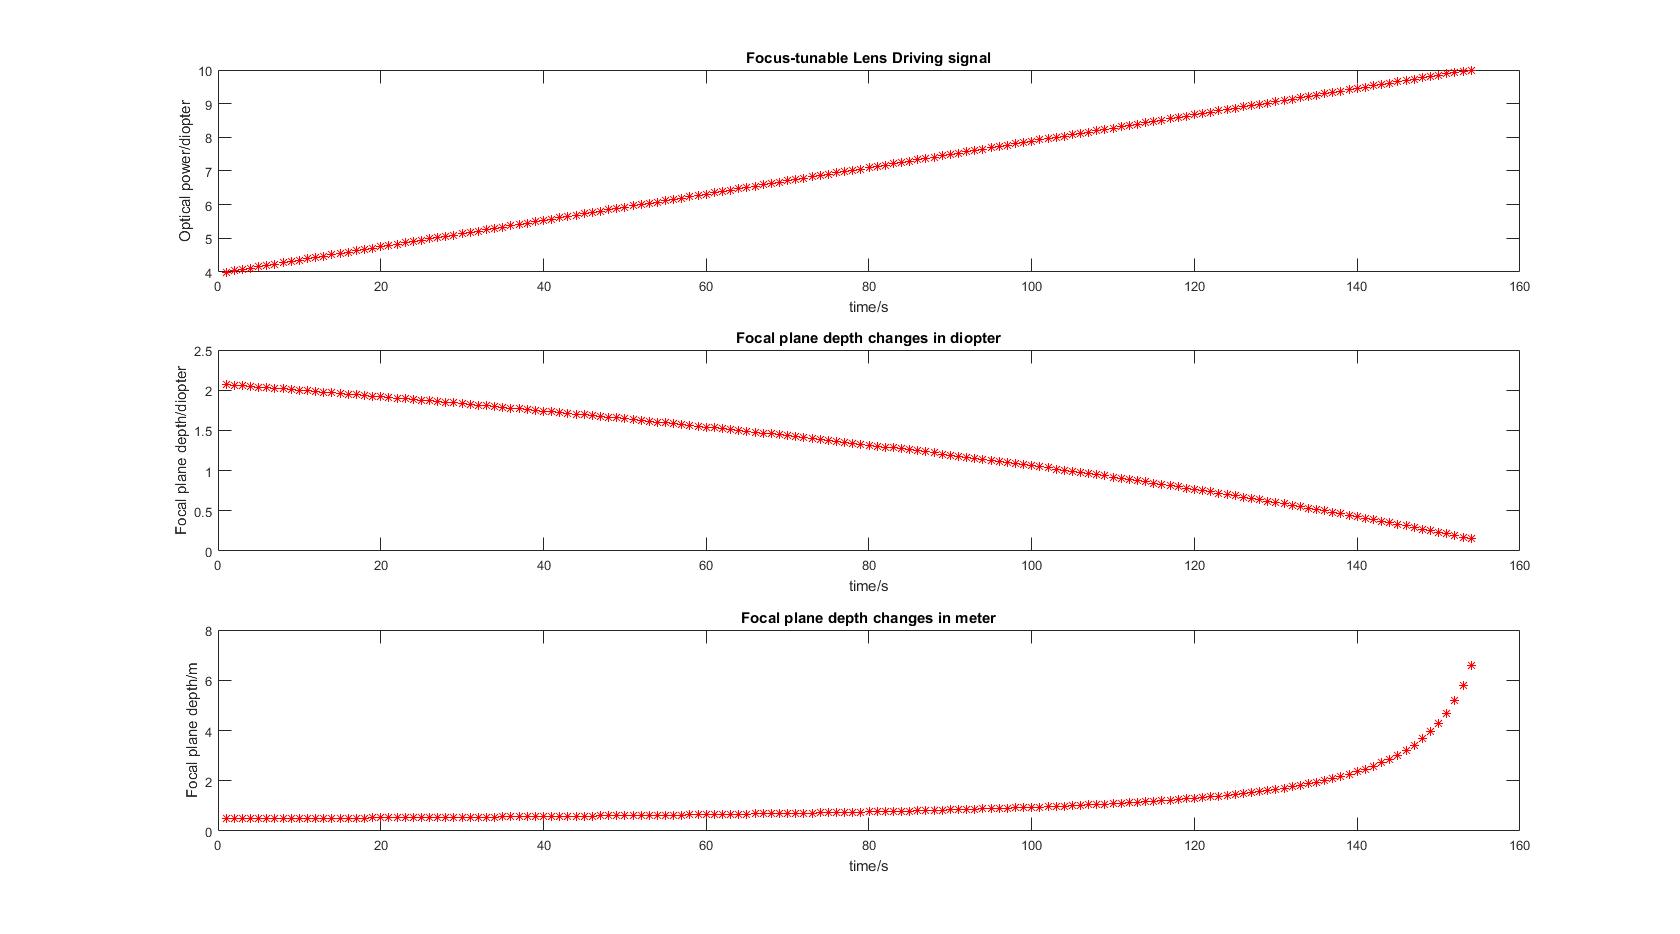 Focus-tunable Lens Driving signal
Optical power/diopter
10
9
8
7
6
5
4
0 20 40 60 80 100 120 140 160
time/s
Focal plane depth changes in diopter
Focal plane depth/diopter
2.5
2
1.5
1
0.5
0
0 20 40 60 80 100 120 140 160
time/s
Focal plane depth changes in meter
Focal plane depth/m
8
6
4
2
0
0 20 40 60 80 100 120 140 160
time/s